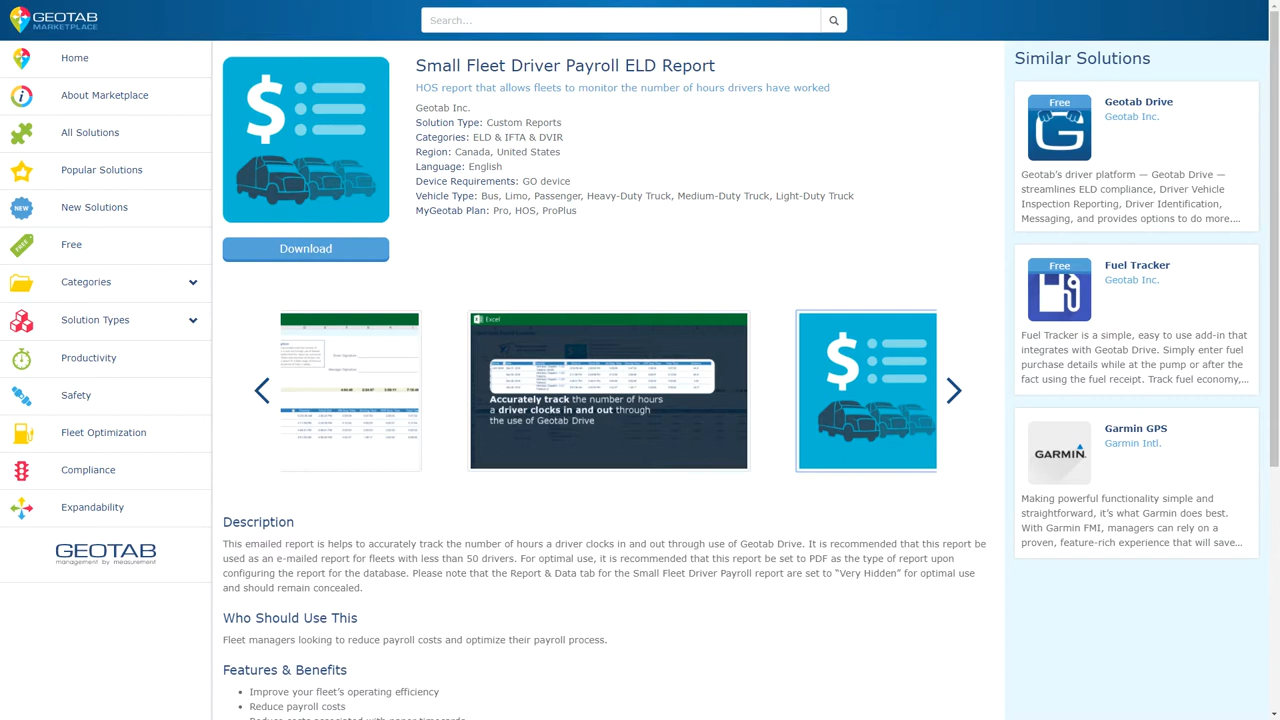 GEOTAB
MARKETPLACE
Search...
Home
About Marketplace
All Solutions
Popular Solutions
New Solutions
Free
Categories
Solution Types
Productivity
Safety
Fleet Optimization
Compliance
Expandability
GEOTAB
management by measurement
Small Fleet Driver Payroll ELD Report
HOS report that allows fleets to monitor the number of hours drivers have worked
Geotab Inc.
Solution Type: Custom Reports
Categories: ELD & IFTA & DVIR
Region: Canada, United States
Language: English
Device Requirements: GO device
Vehicle Type: Bus, Limo, Passenger, Heavy-Duty Truck, Medium-Duty Truck, Light-Duty Truck
MyGeotab Plan: Pro, HOS, ProPlus
Download
Excel
Accurately track the number of hours
a driver clocks in and out through
the use of Geotab Drive
Description
This emailed report is helps to accurately track the number of hours a driver clocks in and out through use of Geotab Drive. It is recommended that this report be
used as an e-mailed report for fleets with less than 50 drivers. For optimal use, it is recommended that this report be set to PDF as the type of report upon
configuring the report for the database. Please note that the Report & Data tab for the Small Fleet Driver Payroll report are set to “Very Hidden” for optimal use
and should remain concealed.
Who Should Use This
Fleet managers looking to reduce payroll costs and optimize their payroll process.
Features & Benefits
• Improve your fleet’s operating efficiency
• Reduce payroll costs
Similar Solutions
Free
Geotab Drive
Geotab Inc.
Geotab’s driver platform — Geotab Drive —
streamlines ELD compliance, Driver Vehicle
Inspection Reporting, Driver Identification,
Messaging, and provides options to do more....
Free
Fuel Tracker
Geotab Inc.
Fuel Tracker is a simple, easy to use add-in that
integrates with Geotab Drive. Simply enter fuel
purchases made at the pump or at the yard
fast using the Fuel Tracker. Track fuel economy,...
GARMIN
Garmin GPS
Garmin Intl.
Making powerful functionality simple and
straightforward, it’s what Garmin does best.
With Garmin FMI, managers can rely on a
proven, feature-rich experience that will save...